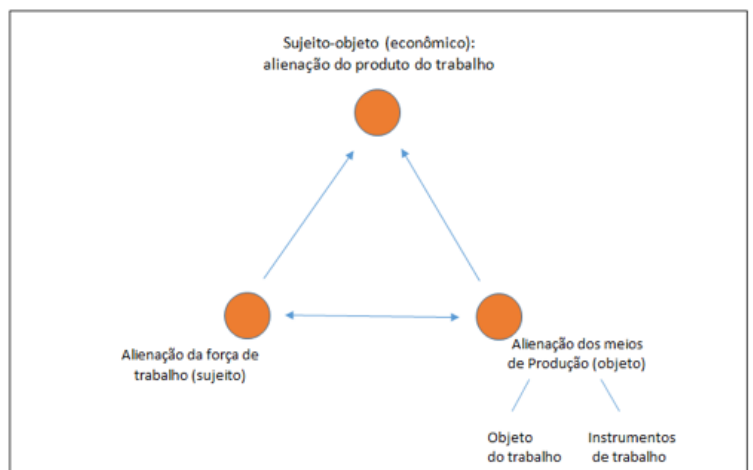 Sujeito-objeto (econômico):
alienação do produto do trabalho
Alienação da força de
trabalho (sujeito)
Alienação dos meios
de Produção (objeto)
Objeto
do trabalho
Instrumentos
de trabalho